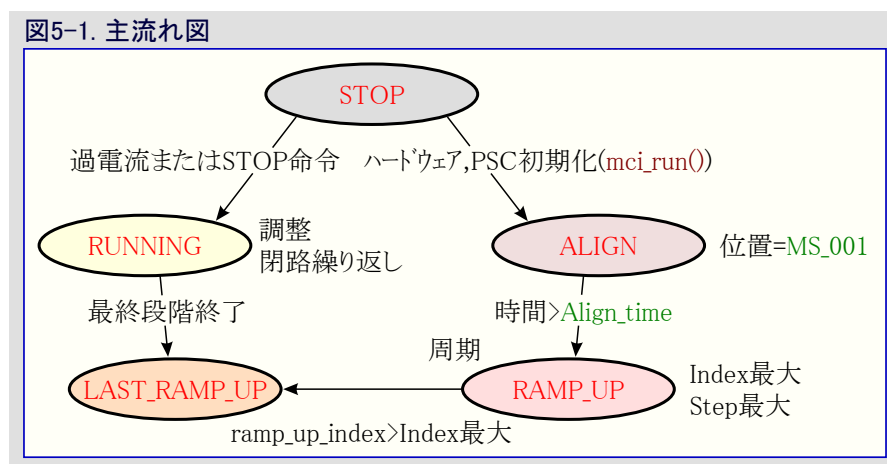 図5-1. 主流れ図
STOP
過電流またはSTOP命令
ハードウェア,PSC初期化(mci_run())
RUNNING
調整
閉路繰り返し
ALIGN
位置=MS_001
最終段階終了
時間>Align_time
周期
LAST_RAMP_UP
RAMP_UP
Index最大
Step最大
ramp_up_index>Index最大